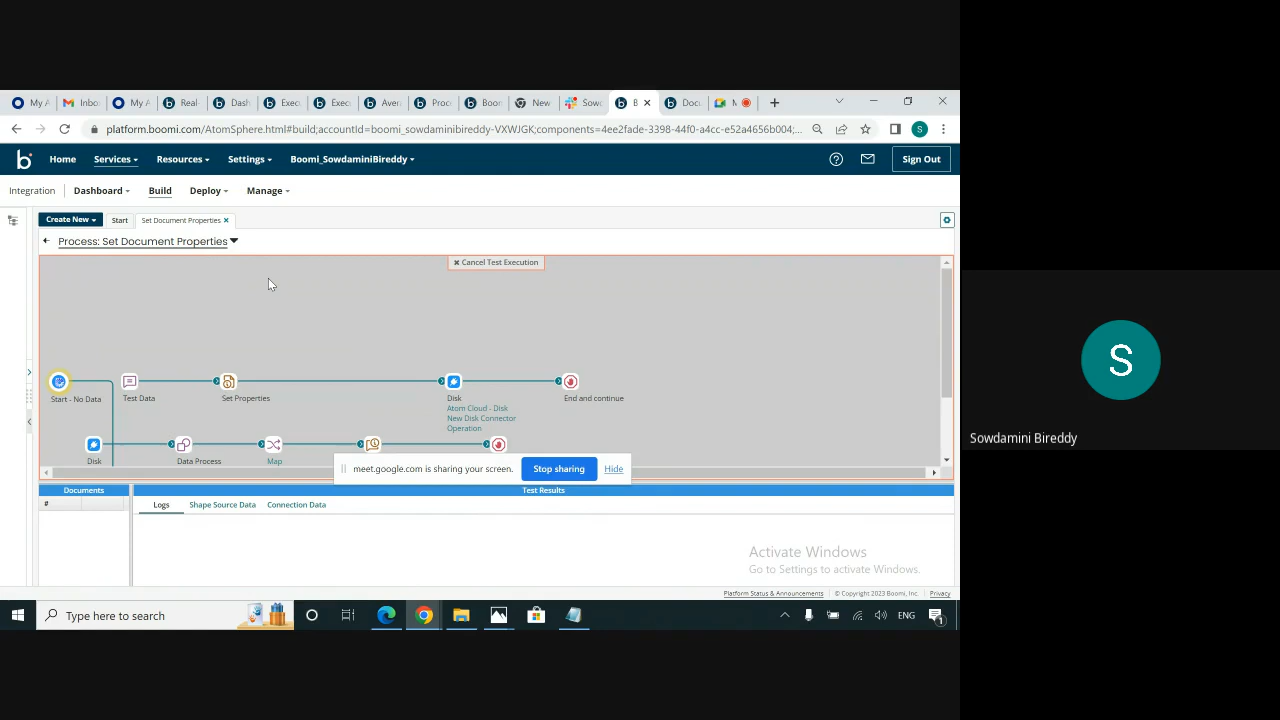 My A
Inbo
My A
Real-
Dash
Exec
Exec
Aven
Proc
Boon
New
Sowc
B
Docu
M
platform.boomi.com/AtomSphere.html#build;accountId=boomi_sowdaminibireddy-VXWJGK;components=4ee2fade-3398-44f0-a4cc-e52a4656b004;...
S
Home
Services
Resources
Settings
Boomi_SowdaminiBireddy
Sign Out
Integration
Dashboard
Build
Deploy
Manage
Create New
Start
Set Document Properties
Process: Set Document Properties
Cancel Test Execution
Start - No Data
Test Data
Set Properties
Disk
Atom Cloud - Disk
New Disk Connector
Operation
End and continue
Disk
Data Process
Map
meet.google.com is sharing your screen.
Stop sharing
Hide
Documents
#
Test Results
Logs
Shape Source Data
Connection Data
Activate Windows
Go to Settings to activate Windows.
Platform Status & Announcements
© Copyright 2023 Boomi, Inc.
Privacy
Type here to search
ENG
1
S
Sowdamini Bireddy